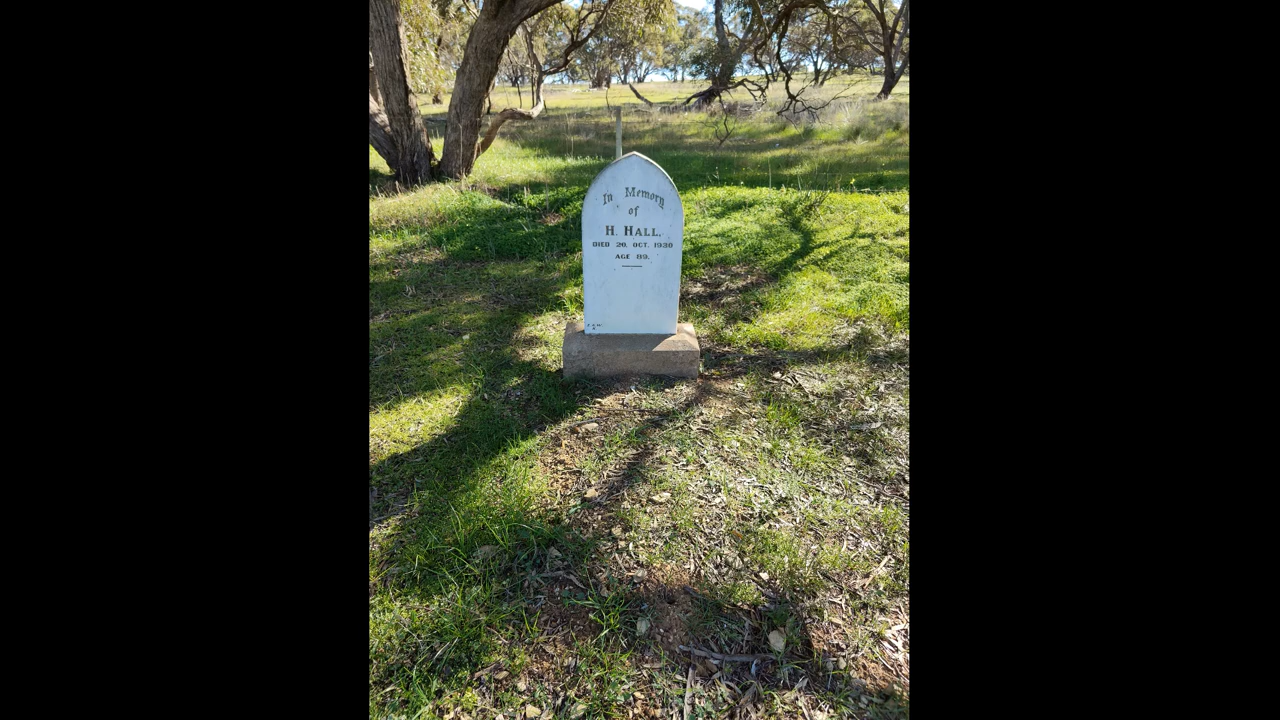 In Memory
of
H. HALL.
DIED 20. OCT. 1930
AGE 89.